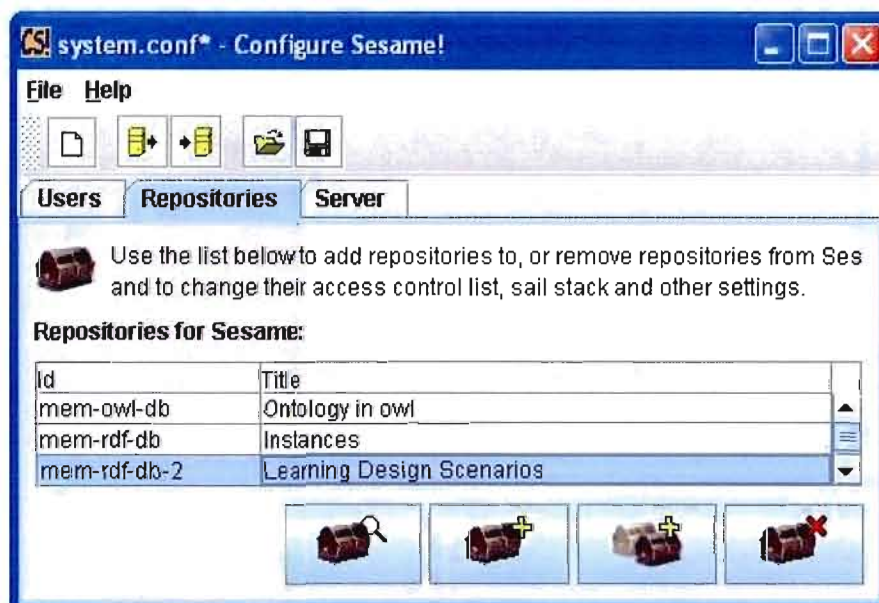 CS! system.conf* - Configure Sesame!
File Help
Users Repositories Server
Use the list below to add repositories to, or remove repositories from Ses
and to change their access control list, sail stack and other settings.
Repositories for Sesame:
Id Title
mem-owl-db Ontology in owl
mem-rdf-db Instances
mem-rdf-db-2 Learning Design Scenarios